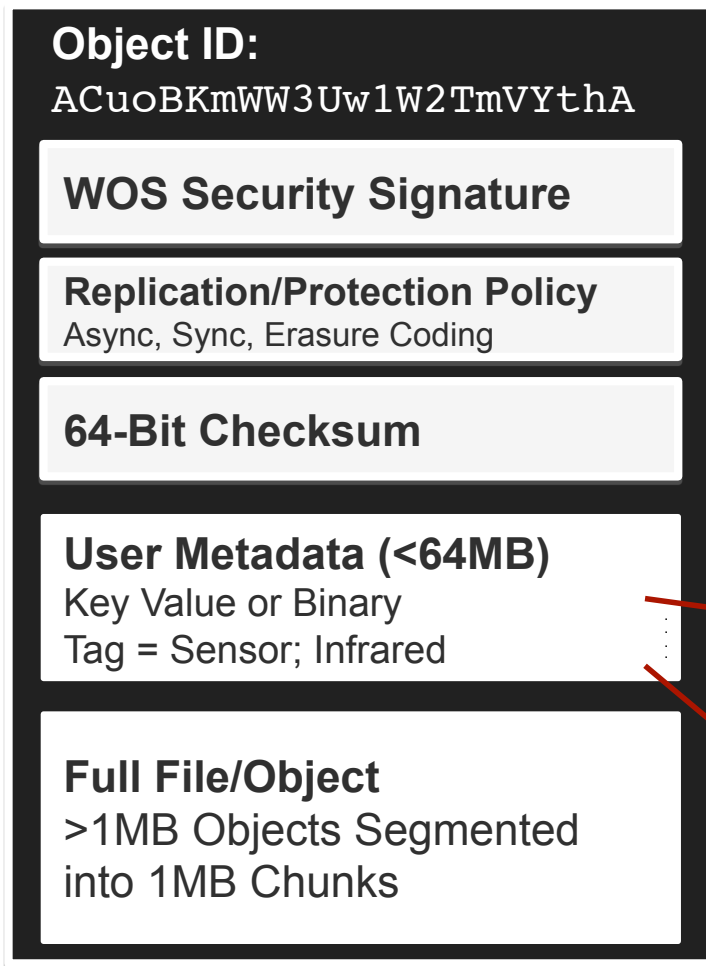 Object ID:
ACuoBKmWW3Uw1W2TmVYthA
WOS Security Signature
Replication/Protection Policy
Async, Sync, Erasure Coding
64-Bit Checksum
User Metadata (<64MB)
Key Value or Binary
Tag = Sensor; Infrared
Full File/Object
>1MB Objects Segmented
into 1MB Chunks